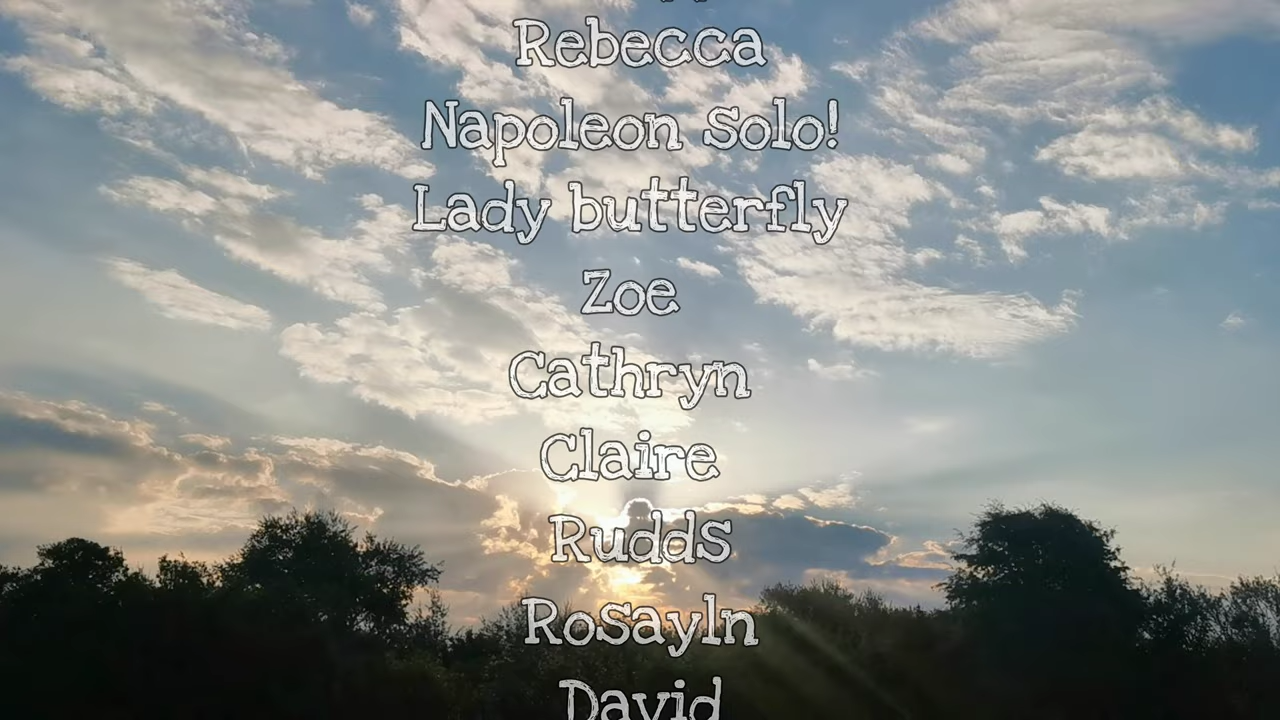 Rebecca
Napoleon Solo!
Lady butterfly
Zoe
Cathryn
Claire
Rudds
Rosayln
David